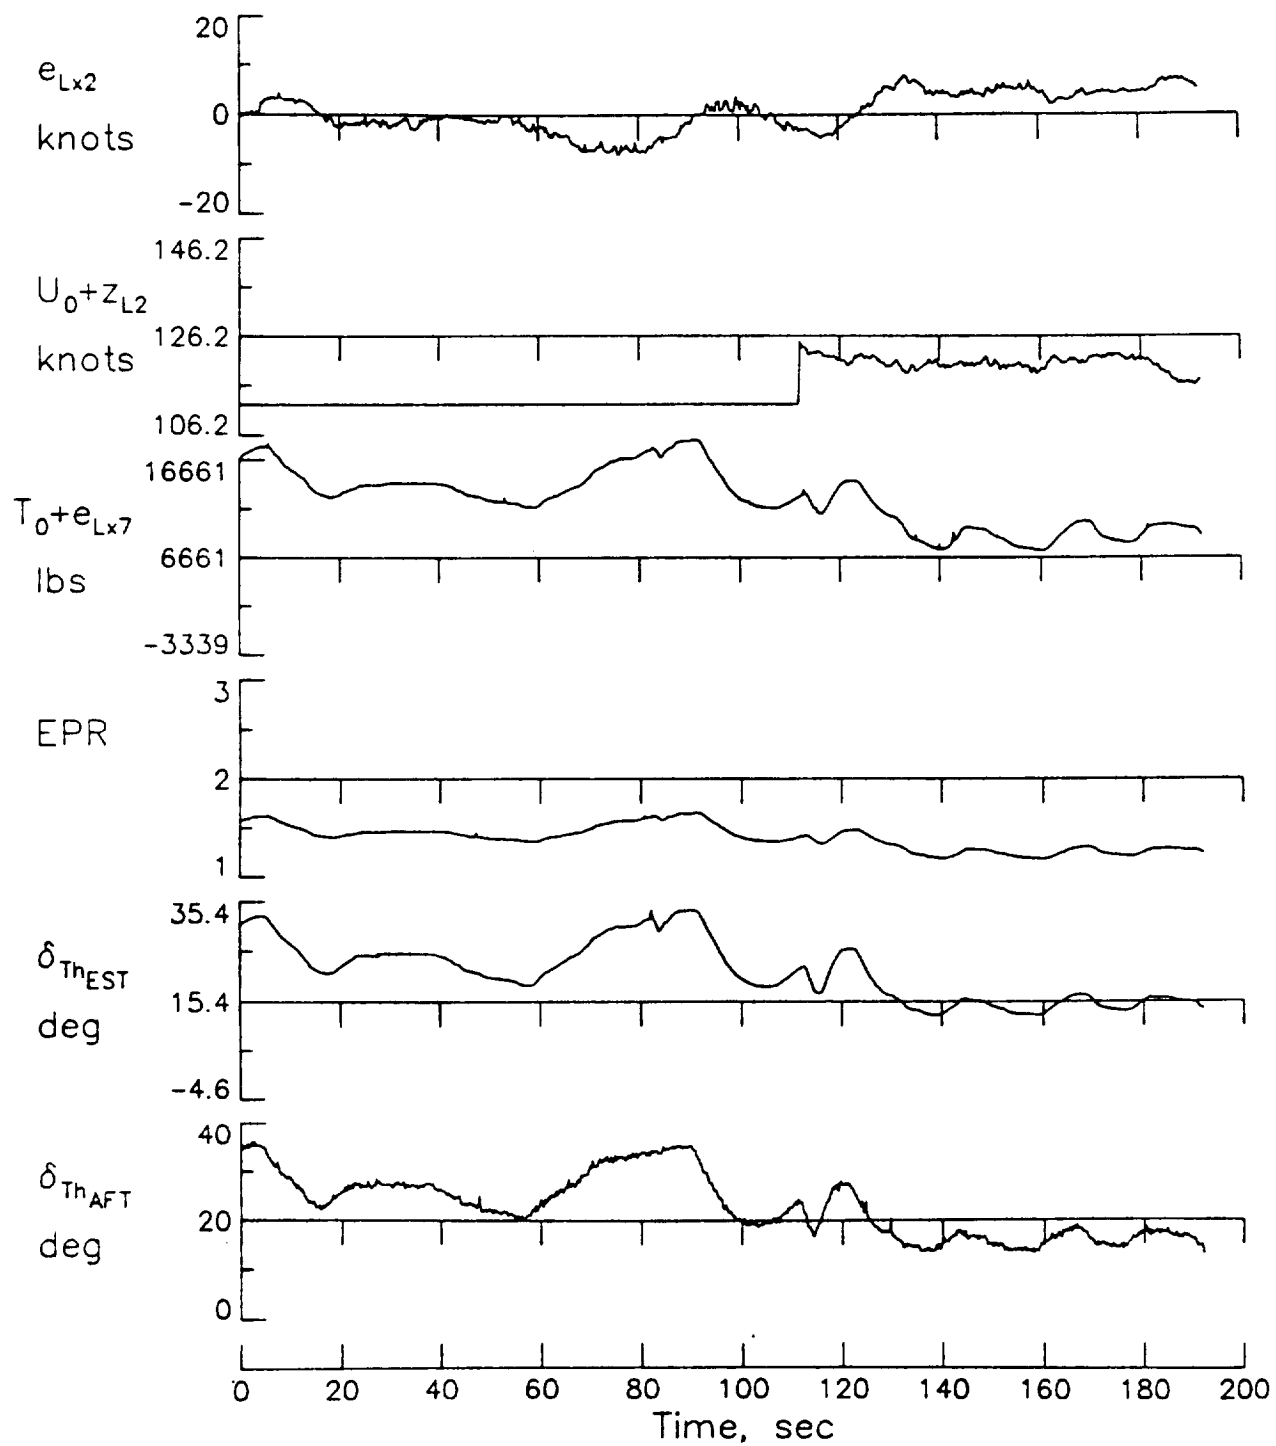 20
e_Lx2
0
knots
-20
146.2
U_0+z_L2
126.2
knots
106.2
16661
T_0+e_Lx7
6661
lbs
-3339
3
EPR
2
1
35.4
δ_Th_EST
15.4
deg
-4.6
40
δ_Th_AFT
20
deg
0
0 20 40 60 80 100 120 140 160 180 200
Time, sec